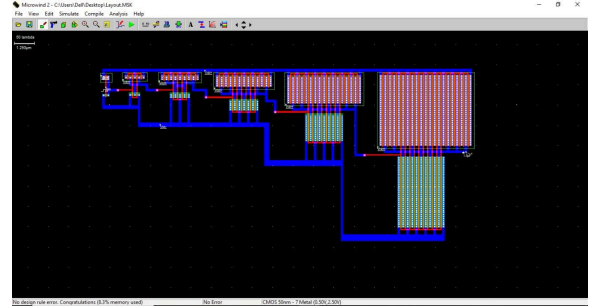 Microwind 2 - C:\Users\Dell\Desktop\Layout.MSK
File View Edit Simulate Compile Analysis Help
50 lambda
1.250µm
No design rule error. Congratulations (0.3% memory used) No Error CMOS 50nm - 7 Metal (0.50V,2.50V)